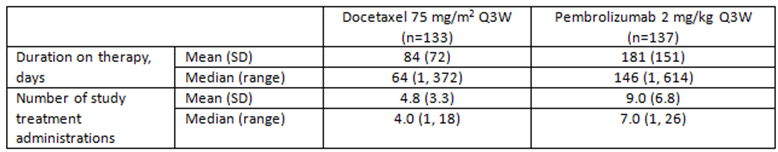 Docetaxel 75 mg/m² Q3W Pembrolizumab 2 mg/kg Q3W
(n=133) (n=137)
Duration on therapy, Mean (SD) 84 (72) 181 (151)
days Median (range) 64 (1, 372) 146 (1, 614)
Number of study Mean (SD) 4.8 (3.3) 9.0 (6.8)
treatment Median (range) 4.0 (1, 18) 7.0 (1, 26)
administrations